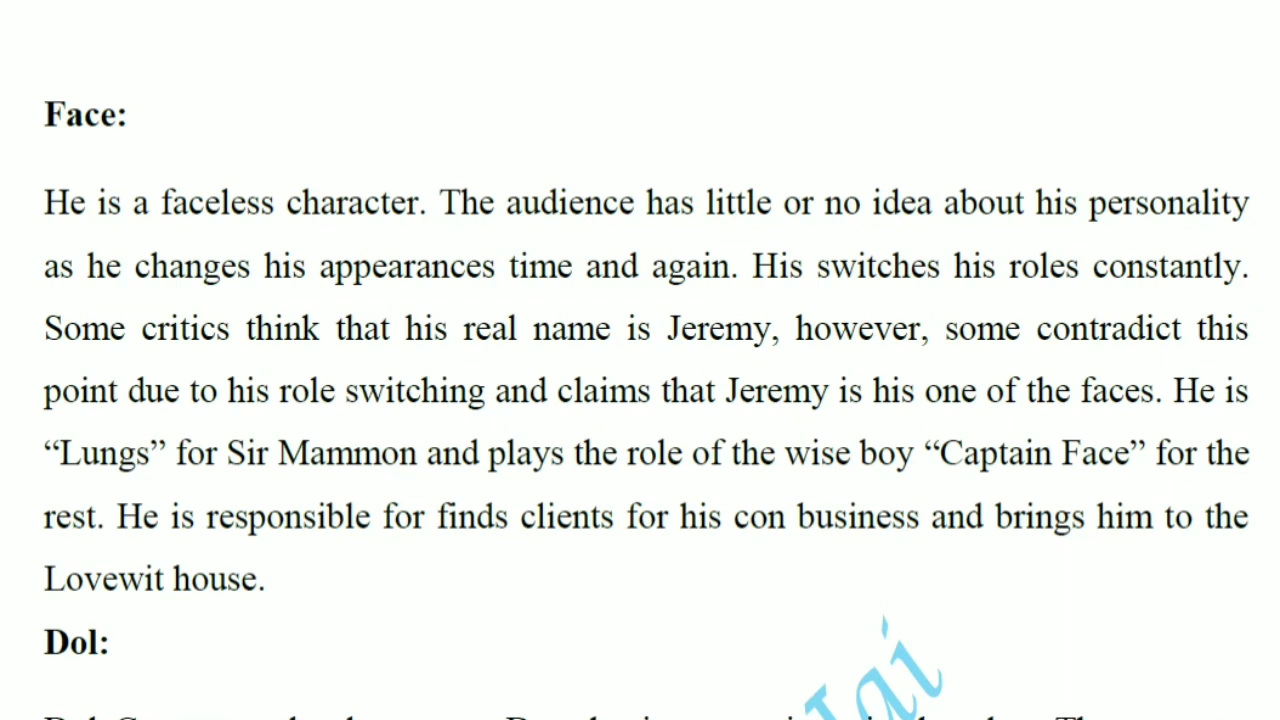 Face:
He is a faceless character. The audience has little or no idea about his personality
as he changes his appearances time and again. His switches his roles constantly.
Some critics think that his real name is Jeremy, however, some contradict this
point due to his role switching and claims that Jeremy is his one of the faces. He is
“Lungs” for Sir Mammon and plays the role of the wise boy “Captain Face” for the
rest. He is responsible for finds clients for his con business and brings him to the
Lovewit house.
Dol: